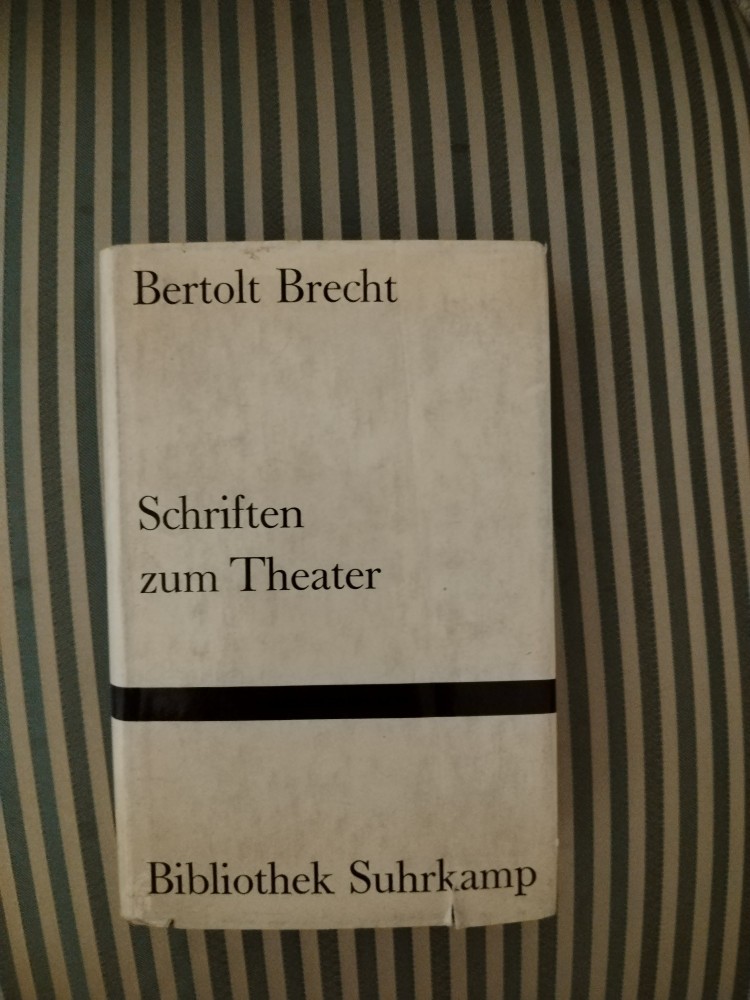 Bertolt Brecht
Schriften
zum Theater
Bibliothek Suhrkamp